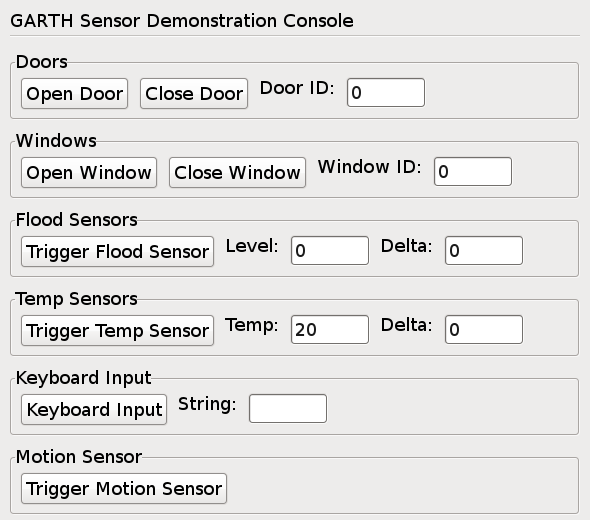 GARTH Sensor Demonstration Console
Doors
Open Door Close Door Door ID: 0
Windows
Open Window Close Window Window ID: 0
Flood Sensors
Trigger Flood Sensor Level: 0 Delta: 0
Temp Sensors
Trigger Temp Sensor Temp: 20 Delta: 0
Keyboard Input
Keyboard Input String:
Motion Sensor
Trigger Motion Sensor